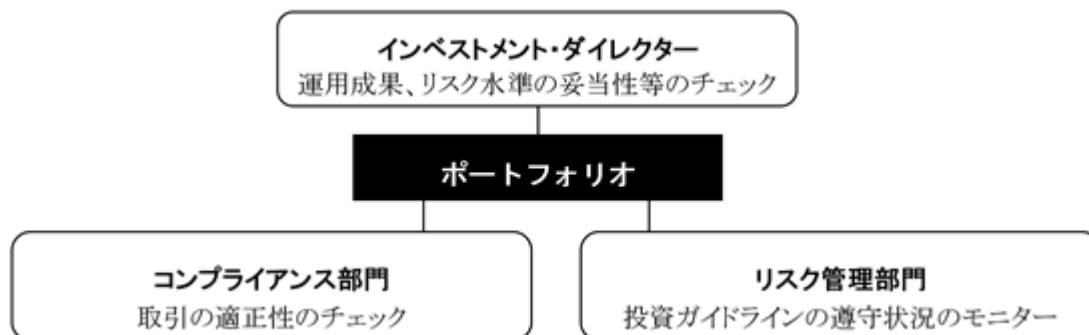 インベストメント・ダイレクター
運用成果、リスク水準の妥当性等のチェック
ポートフォリオ
コンプライアンス部門
取引の適正性のチェック
リスク管理部門
投資ガイドラインの遵守状況のモニター